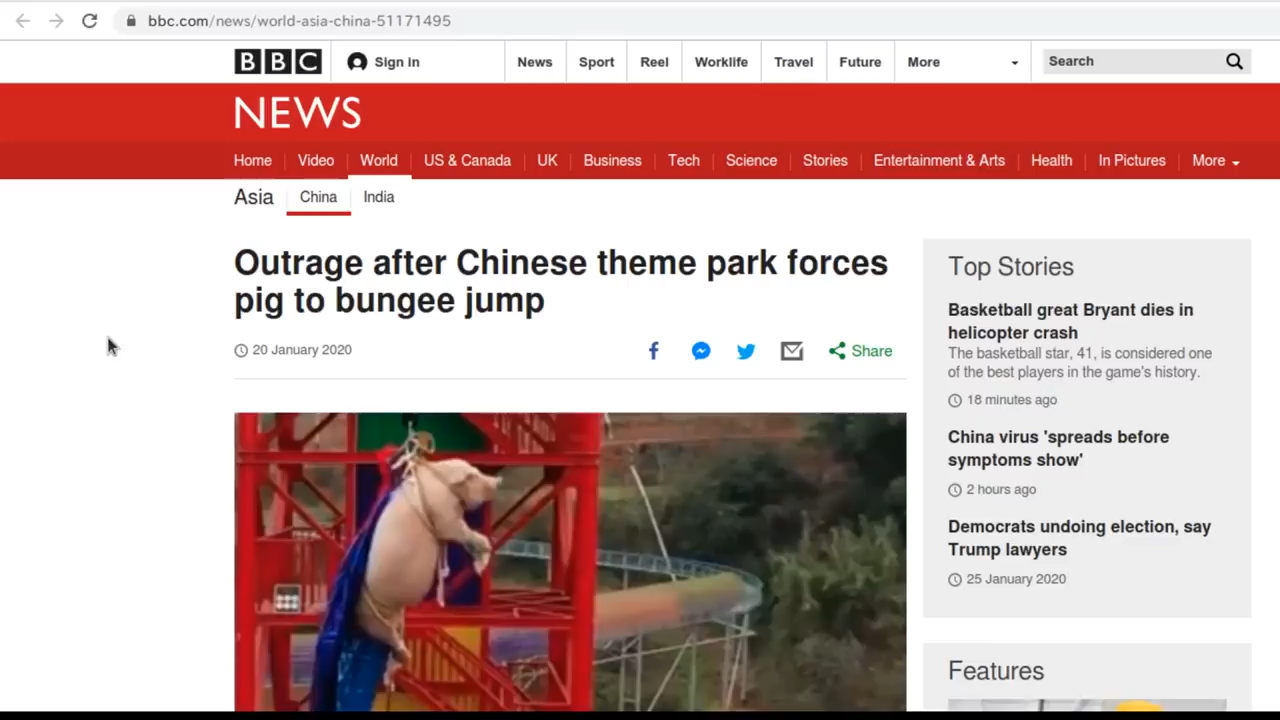 bbc.com/news/world-asia-china-51171495
BBC Sign in News Sport Reel Worklife Travel Future More Search
NEWS
Home Video World US & Canada UK Business Tech Science Stories Entertainment & Arts Health In Pictures More
Asia China India
Outrage after Chinese theme park forces
pig to bungee jump
20 January 2020 Share
Top Stories
Basketball great Bryant dies in
helicopter crash
The basketball star, 41, is considered one
of the best players in the game's history.
18 minutes ago
China virus 'spreads before
symptoms show'
2 hours ago
Democrats undoing election, say
Trump lawyers
25 January 2020
Features